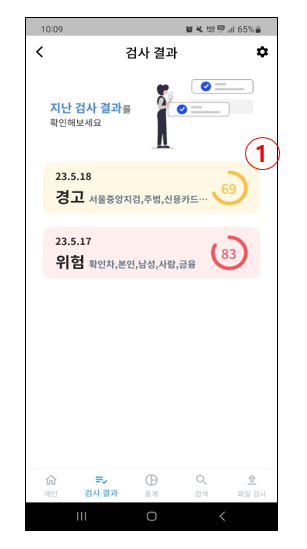 10:09 65%
검사 결과
지난 검사 결과를
확인해보세요
1
23.5.18
경고 서울중앙지검,주범,신용카드… 69
23.5.17
위험 확인차,본인,남성,사람,금융 83
메인 검사 결과 통계 검색 파일 검사